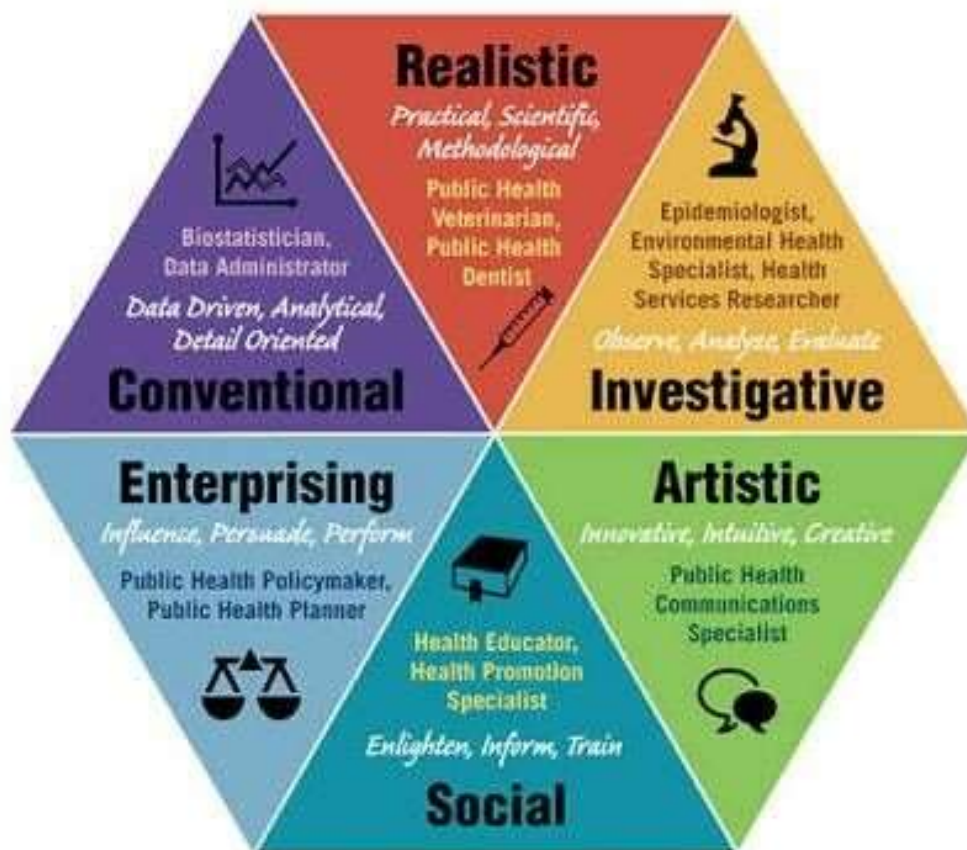 Realistic
Practical, Scientific,
Methodological
Public Health
Veterinarian,
Public Health
Dentist
Biostatistician,
Data Administrator
Data Driven, Analytical,
Detail Oriented
Conventional
Epidemiologist,
Environmental Health
Specialist, Health
Services Researcher
Observe, Analyze, Evaluate
Investigative
Enterprising
Influence, Persuade, Perform
Public Health Policymaker,
Public Health Planner
Health Educator,
Health Promotion
Specialist
Enlighten, Inform, Train
Social
Artistic
Innovative, Intuitive, Creative
Public Health
Communications
Specialist